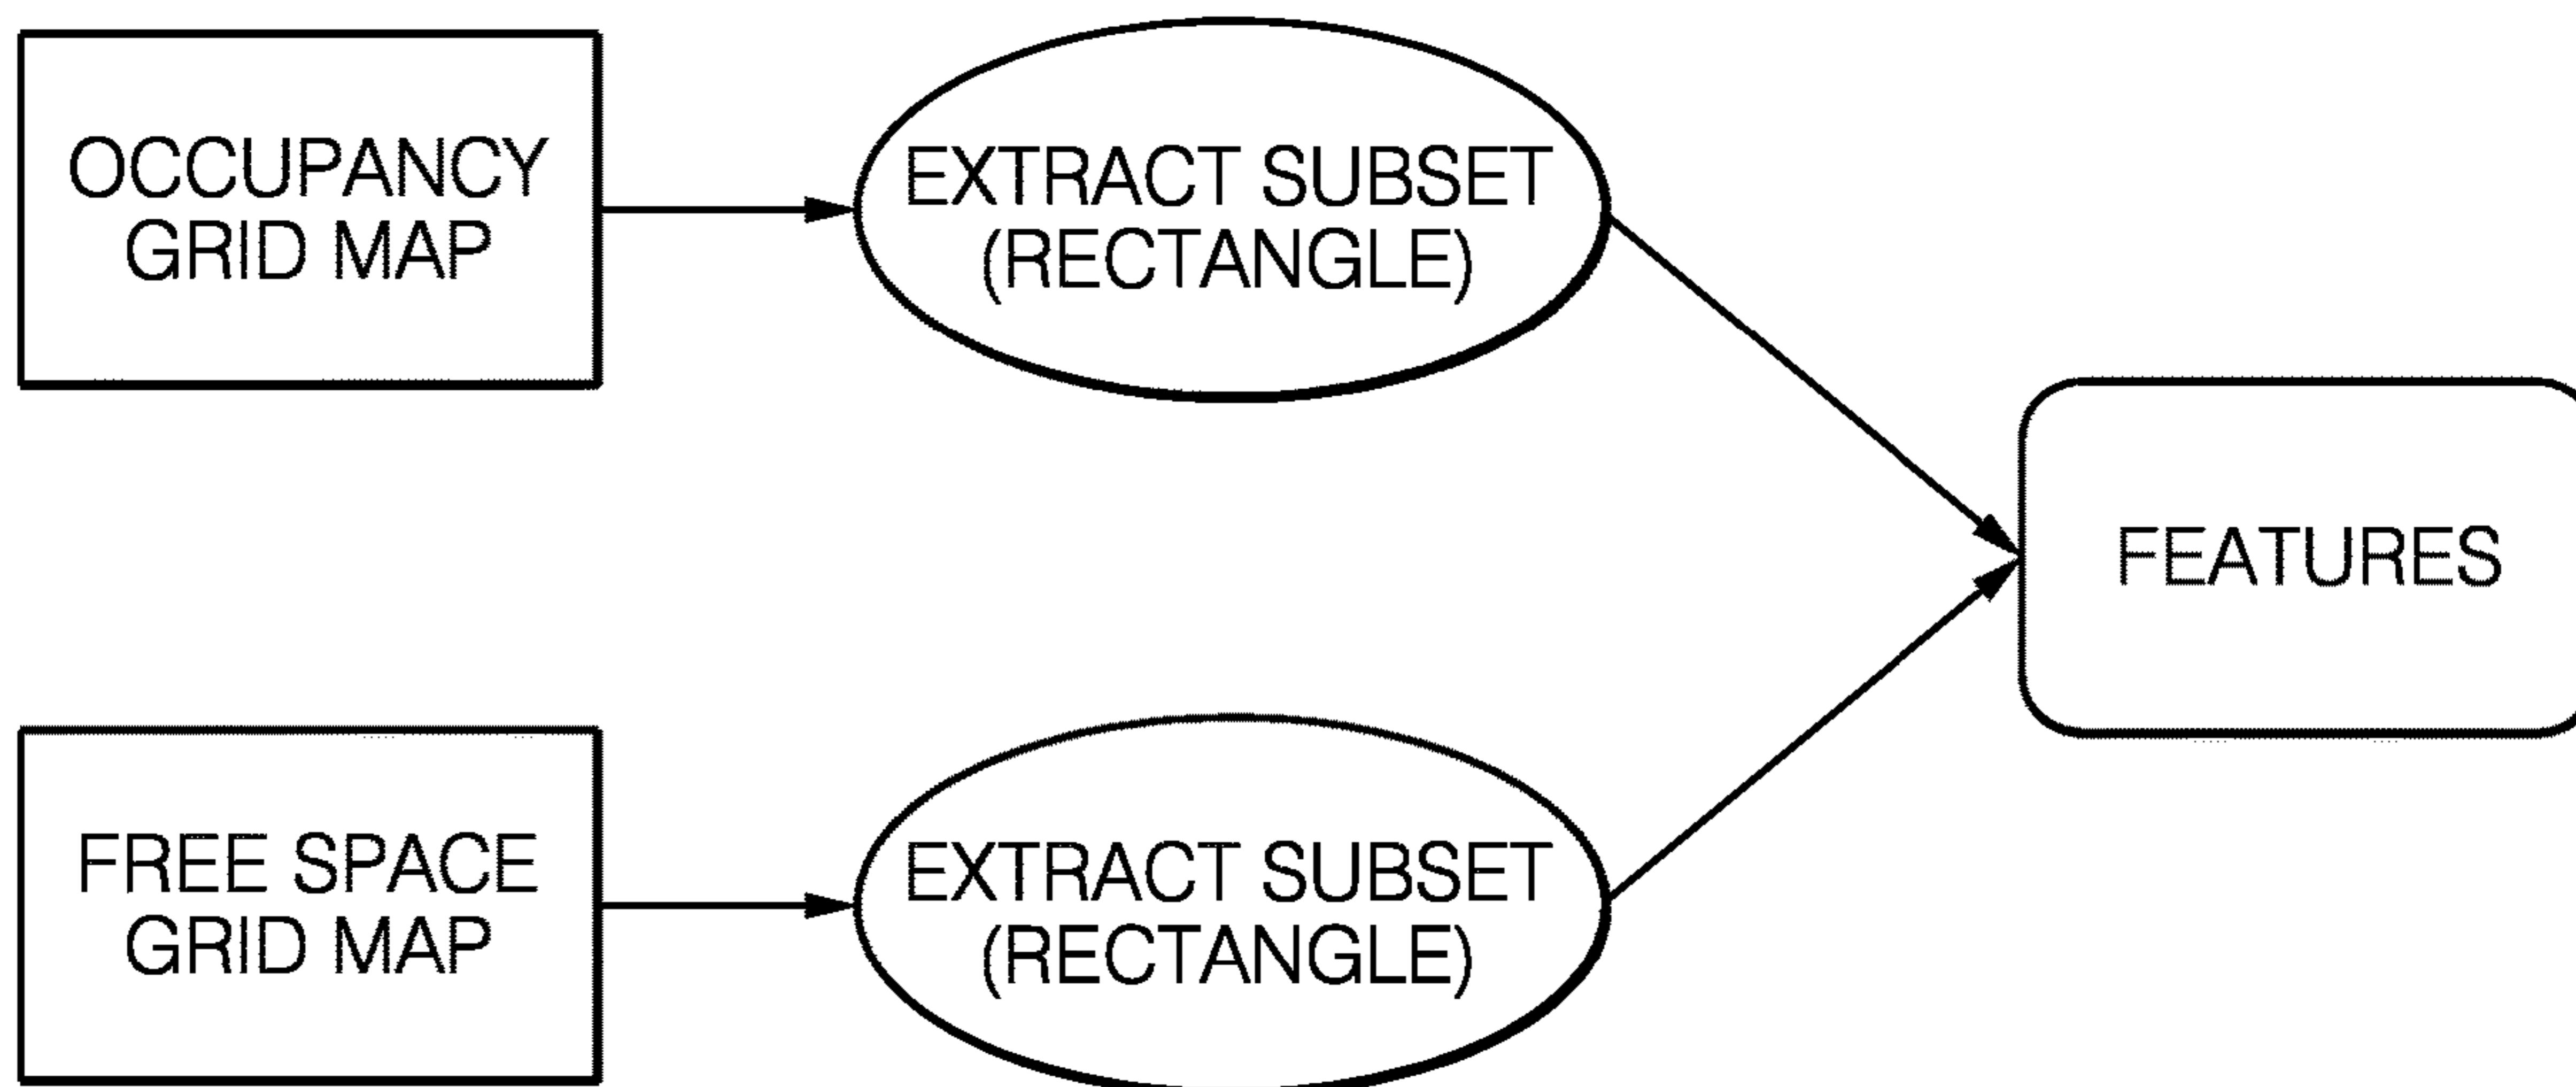 OCCUPANCY
GRID MAP
EXTRACT SUBSET
(RECTANGLE)
FEATURES
FREE SPACE
GRID MAP
EXTRACT SUBSET
(RECTANGLE)